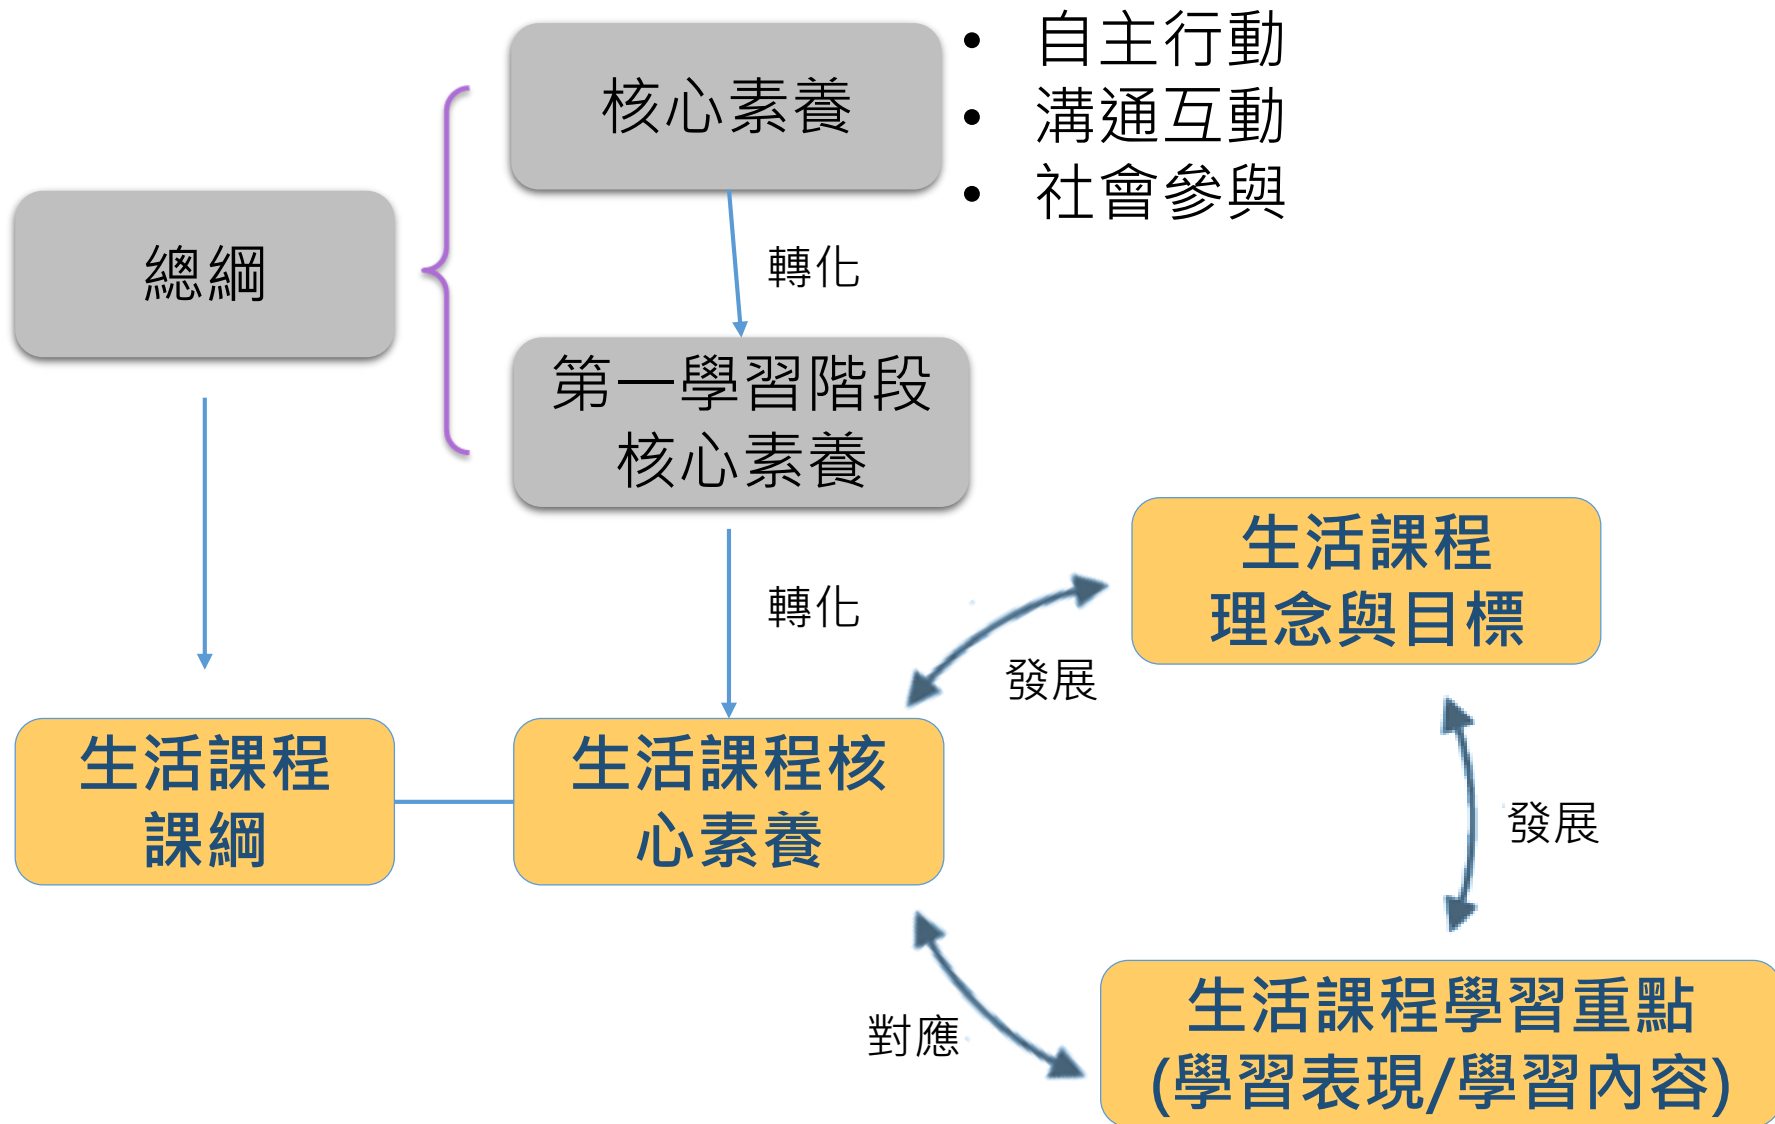 核心素養
• 自主行動
• 溝通互動
• 社會參與
總綱
轉化
第一學習階段
核心素養
轉化
生活課程
理念與目標
發展
生活課程
課綱
生活課程核
心素養
發展
對應
生活課程學習重點
(學習表現/學習內容)